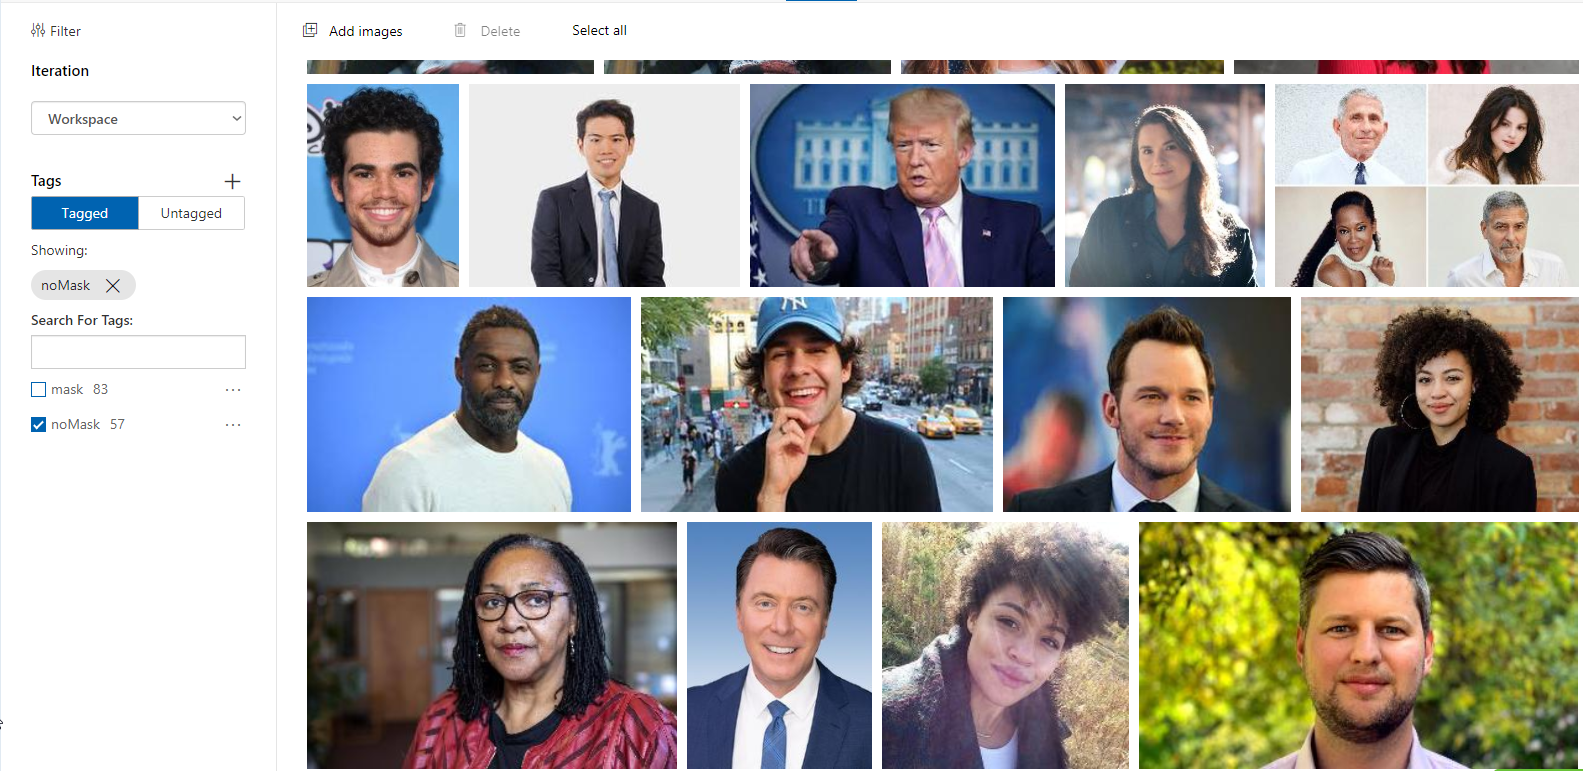 Filter
Add images
Delete
Select all
Iteration
Workspace
Tags
Tagged
Untagged
Showing:
noMask
Search For Tags:
mask 83
noMask 57